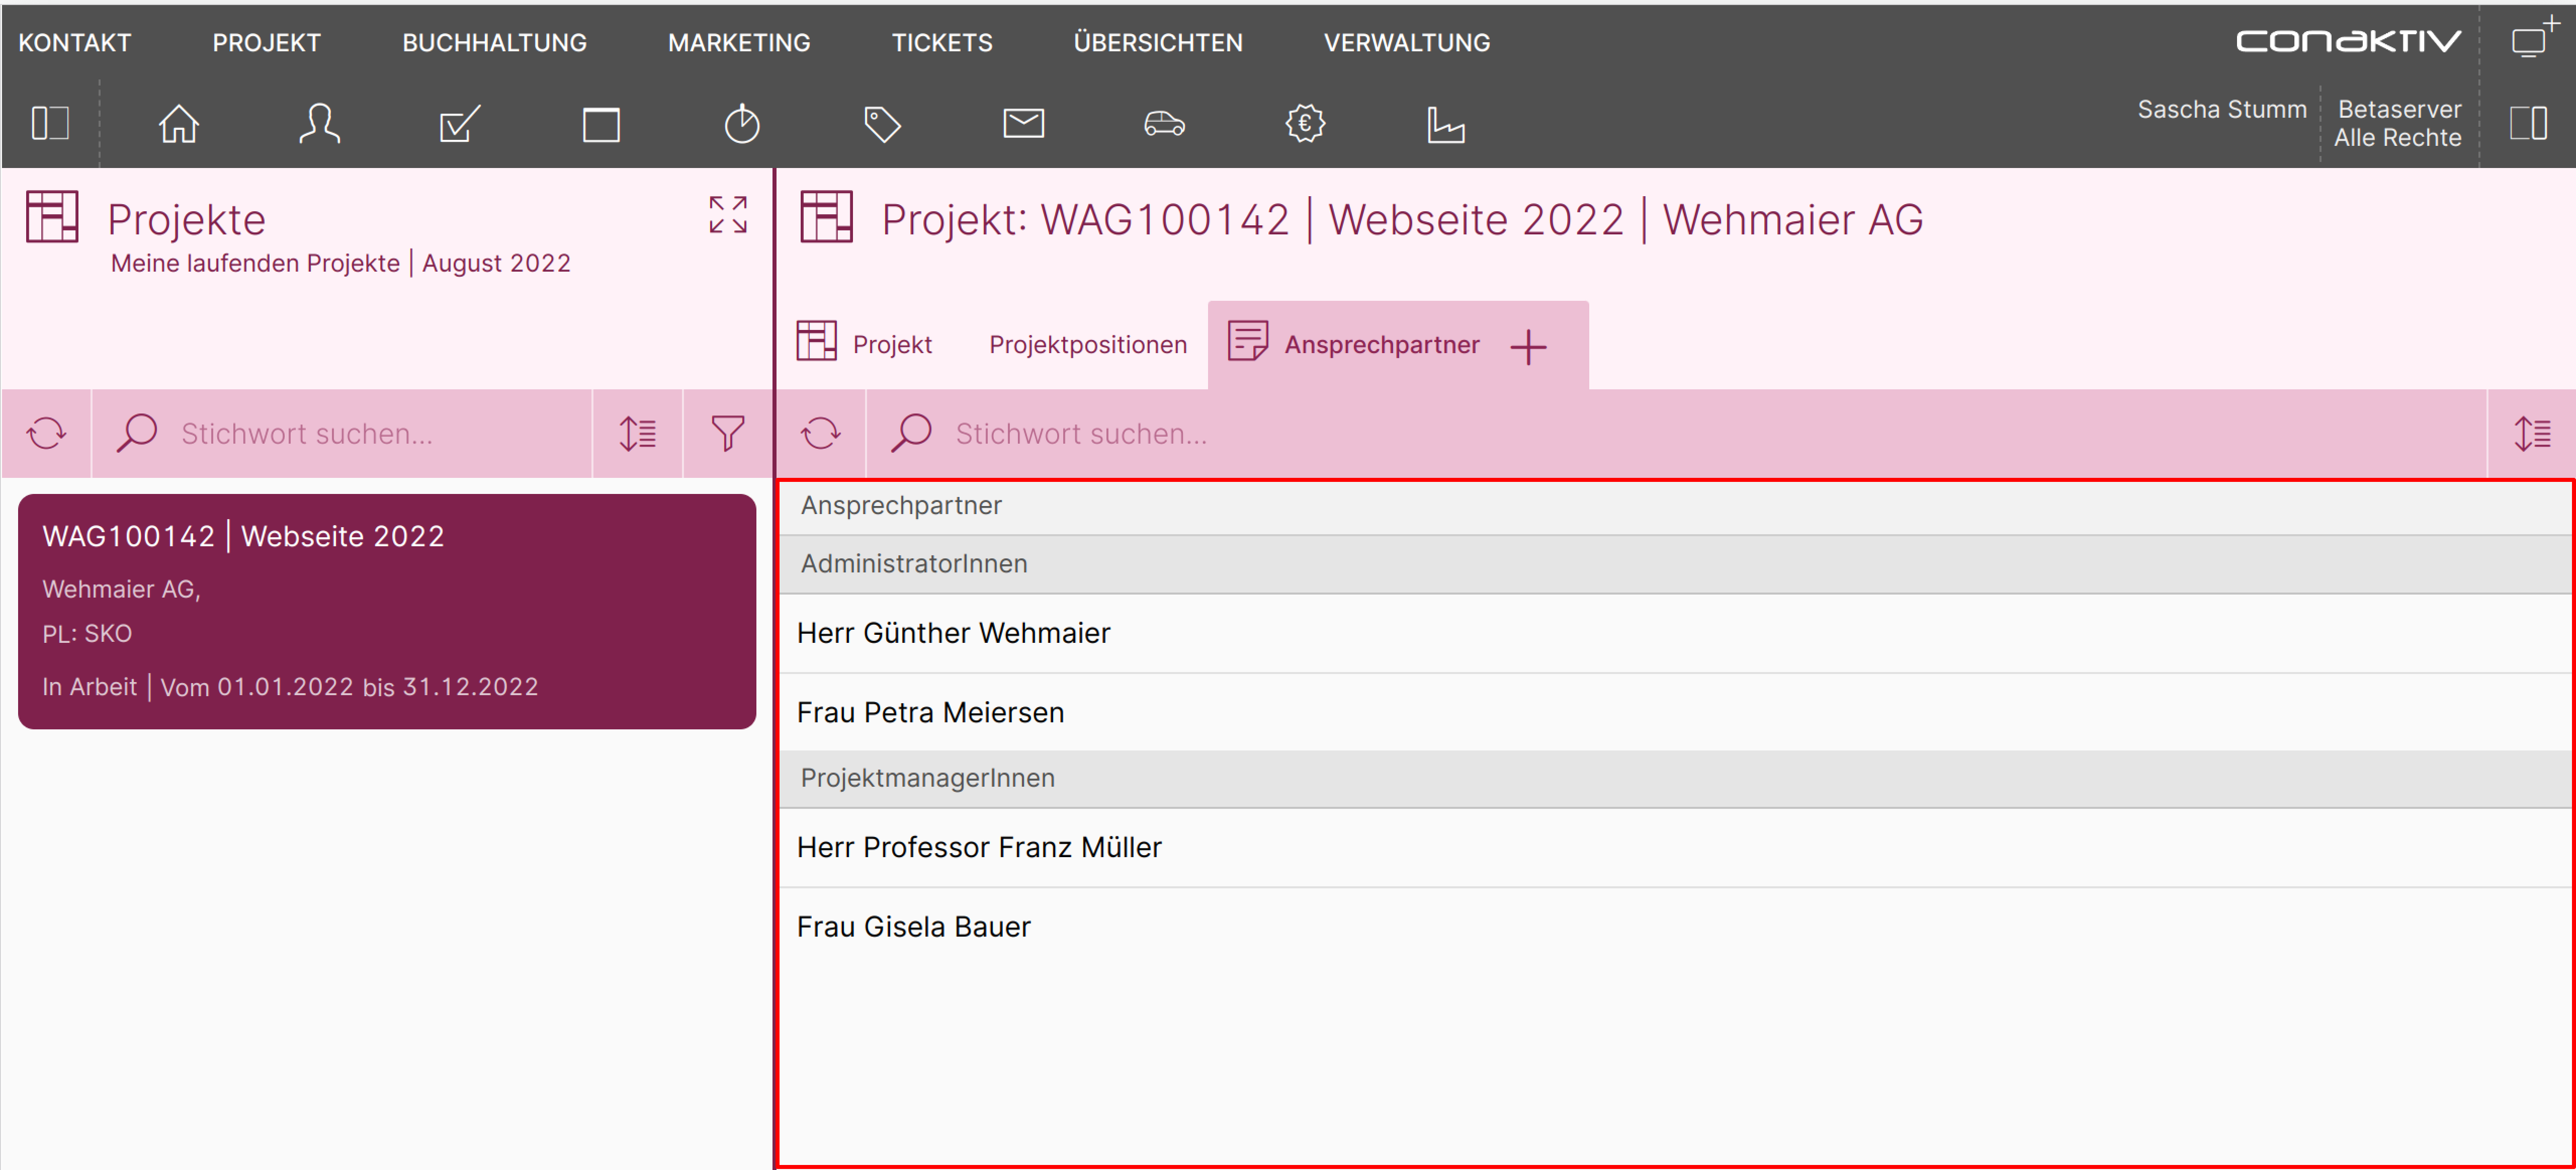 KONTAKT PROJEKT BUCHHALTUNG MARKETING TICKETS ÜBERSICHTEN VERWALTUNG conaktiv
Sascha Stumm Betaserver
Alle Rechte
Projekte
Meine laufenden Projekte | August 2022
Projekt: WAG100142 | Webseite 2022 | Wehmaier AG
Projekt Projektpositionen Ansprechpartner
Stichwort suchen...
Stichwort suchen...
WAG100142 | Webseite 2022
Wehmaier AG,
PL: SKO
In Arbeit | Vom 01.01.2022 bis 31.12.2022
Ansprechpartner
AdministratorInnen
Herr Günther Wehmaier
Frau Petra Meiersen
ProjektmanagerInnen
Herr Professor Franz Müller
Frau Gisela Bauer